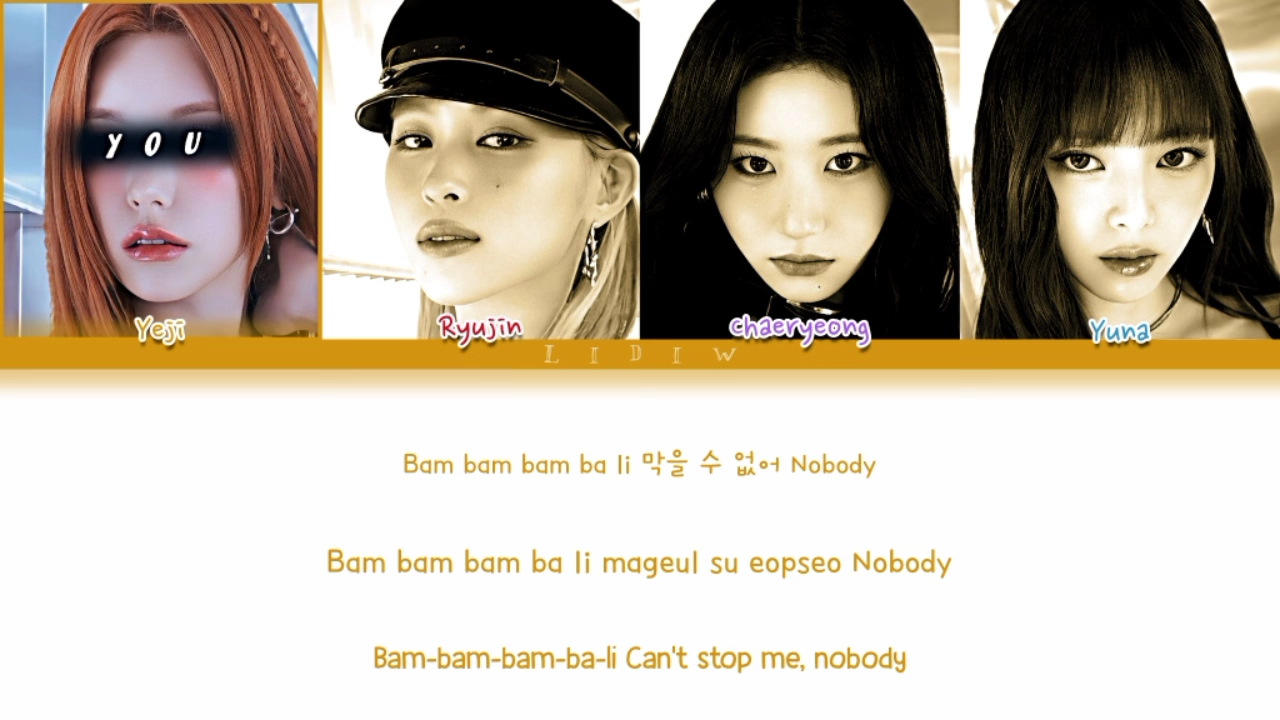 YOU
Yeji
Ryujin
chaeryeong
Yuna
LIDIW
Bam bam bam ba li 막을 수 없어 Nobody
Bam bam bam ba li mageul su eopseo Nobody
Bam-bam-bam-ba-li Can't stop me, nobody